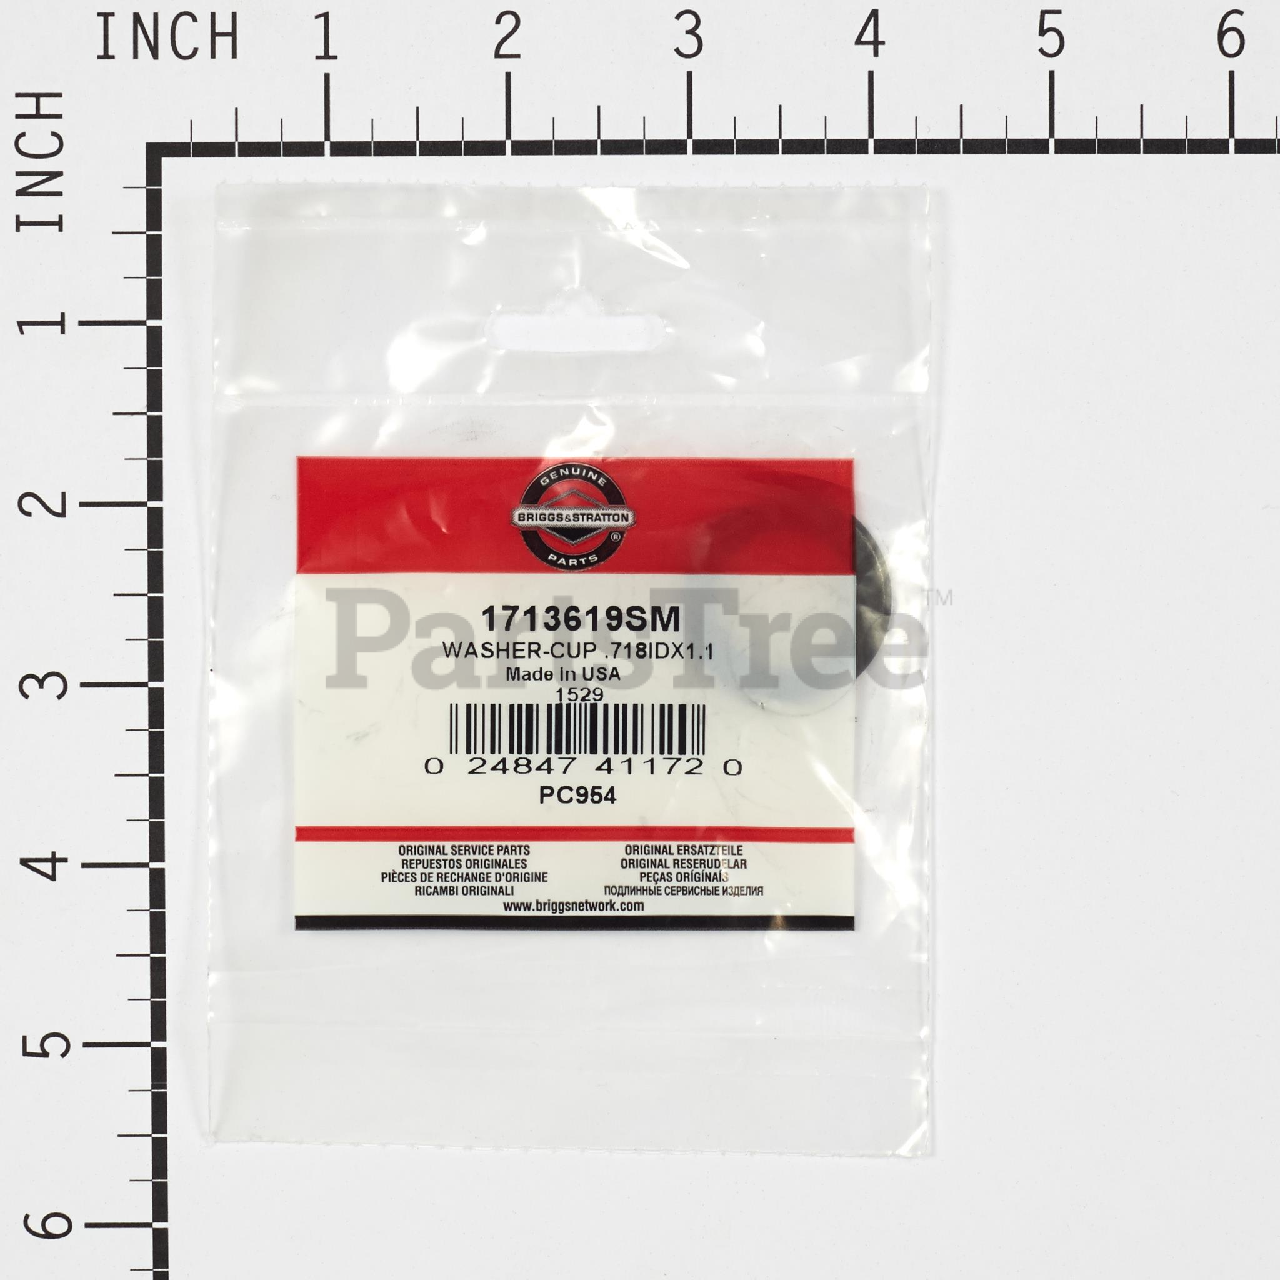 INCH 1 2 3 4 5 6
INCH
1
2
3
4
5
6
GENUINE
BRIGGS&STRATTON
®
PARTS
PartsTree™
1713619SM
WASHER-CUP .718IDX1.1
Made In USA
1529
0 24847 41172 0
PC954
ORIGINAL SERVICE PARTS
REPUESTOS ORIGINALES
PIÈCES DE RECHANGE D'ORIGINE
RICAMBI ORIGINALI
ORIGINAL ERSATZTEILE
ORIGINAL RESERUDELAR
PEÇAS ORIGINAIS
ПОДЛИННЫЕ СЕРВИСНЫЕ ИЗДЕЛИЯ
www.briggsnetwork.com